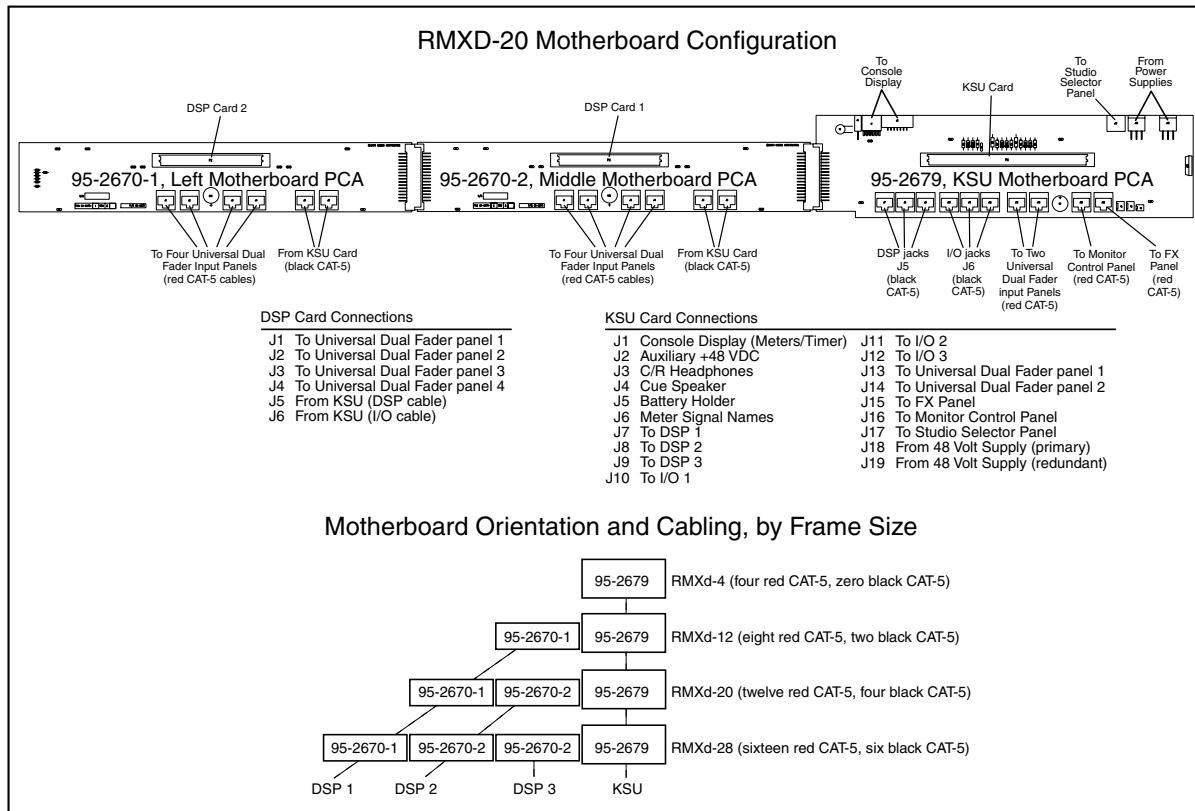 RMXD-20 Motherboard Configuration
To
Console
Display
To
Studio
Selector
Panel
From
Power
Supplies
DSP Card 2
DSP Card 1
KSU Card
95-2670-1, Left Motherboard PCA
95-2670-2, Middle Motherboard PCA
95-2679, KSU Motherboard PCA
To Four Universal Dual
Fader Input Panels
(red CAT-5 cables)
From KSU Card
(black CAT-5)
To Four Universal Dual
Fader Input Panels
(red CAT-5 cables)
From KSU Card
(black CAT-5)
DSP jacks
J5
(black
CAT-5)
I/O jacks
J6
(black
CAT-5)
To Two
Universal
Dual Fader
input Panels
(red CAT-5)
To Monitor
Control Panel
(red CAT-5)
To FX
Panel
(red
CAT-5)
DSP Card Connections
J1 To Universal Dual Fader panel 1
J2 To Universal Dual Fader panel 2
J3 To Universal Dual Fader panel 3
J4 To Universal Dual Fader panel 4
J5 From KSU (DSP cable)
J6 From KSU (I/O cable)
KSU Card Connections
J1 Console Display (Meters/Timer)
J2 Auxiliary +48 VDC
J3 C/R Headphones
J4 Cue Speaker
J5 Battery Holder
J6 Meter Signal Names
J7 To DSP 1
J8 To DSP 2
J9 To DSP 3
J10 To I/O 1
J11 To I/O 2
J12 To I/O 3
J13 To Universal Dual Fader panel 1
J14 To Universal Dual Fader panel 2
J15 To FX Panel
J16 To Monitor Control Panel
J17 To Studio Selector Panel
J18 From 48 Volt Supply (primary)
J19 From 48 Volt Supply (redundant)
Motherboard Orientation and Cabling, by Frame Size
95-2679 RMXd-4 (four red CAT-5, zero black CAT-5)
95-2670-1 95-2679 RMXd-12 (eight red CAT-5, two black CAT-5)
95-2670-1 95-2670-2 95-2679 RMXd-20 (twelve red CAT-5, four black CAT-5)
95-2670-1 95-2670-2 95-2670-2 95-2679 RMXd-28 (sixteen red CAT-5, six black CAT-5)
DSP 1 DSP 2 DSP 3 KSU